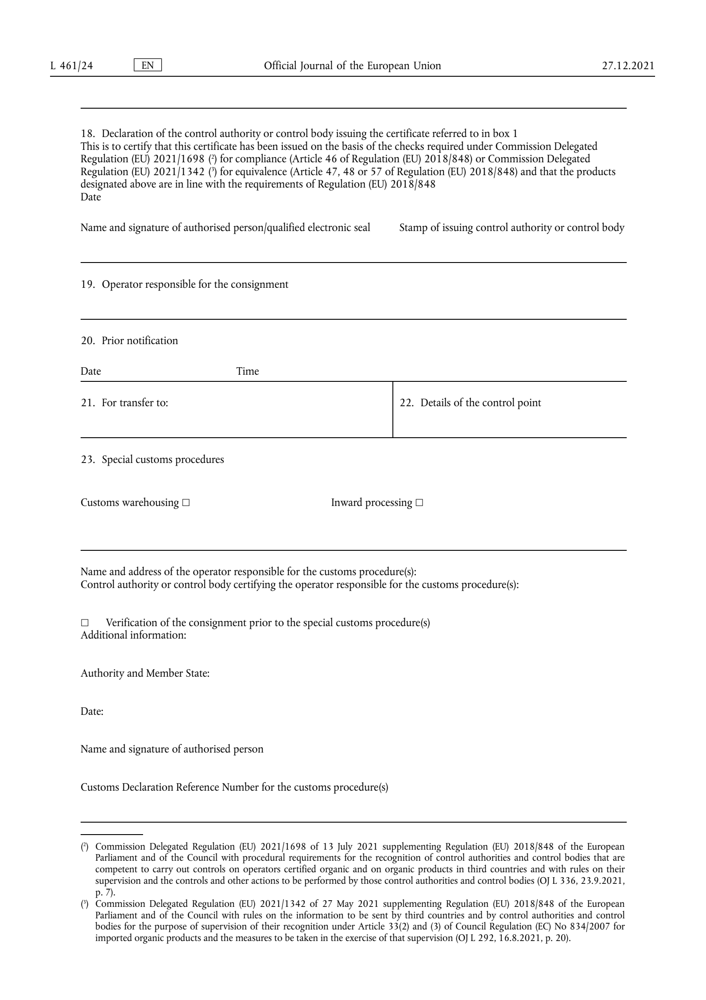 L 461/24 EN Official Journal of the European Union 27.12.2021
18. Declaration of the control authority or control body issuing the certificate referred to in box 1
This is to certify that this certificate has been issued on the basis of the checks required under Commission Delegated
Regulation (EU) 2021/1698 (²) for compliance (Article 46 of Regulation (EU) 2018/848) or Commission Delegated
Regulation (EU) 2021/1342 (³) for equivalence (Article 47, 48 or 57 of Regulation (EU) 2018/848) and that the products
designated above are in line with the requirements of Regulation (EU) 2018/848
Date
Name and signature of authorised person/qualified electronic seal Stamp of issuing control authority or control body
19. Operator responsible for the consignment
20. Prior notification
Date Time
21. For transfer to: 22. Details of the control point
23. Special customs procedures
Customs warehousing □ Inward processing □
Name and address of the operator responsible for the customs procedure(s):
Control authority or control body certifying the operator responsible for the customs procedure(s):
□ Verification of the consignment prior to the special customs procedure(s)
Additional information:
Authority and Member State:
Date:
Name and signature of authorised person
Customs Declaration Reference Number for the customs procedure(s)
(²) Commission Delegated Regulation (EU) 2021/1698 of 13 July 2021 supplementing Regulation (EU) 2018/848 of the European
Parliament and of the Council with procedural requirements for the recognition of control authorities and control bodies that are
competent to carry out controls on operators certified organic and on organic products in third countries and with rules on their
supervision and the controls and other actions to be performed by those control authorities and control bodies (OJ L 336, 23.9.2021,
p. 7).
(³) Commission Delegated Regulation (EU) 2021/1342 of 27 May 2021 supplementing Regulation (EU) 2018/848 of the European
Parliament and of the Council with rules on the information to be sent by third countries and by control authorities and control
bodies for the purpose of supervision of their recognition under Article 33(2) and (3) of Council Regulation (EC) No 834/2007 for
imported organic products and the measures to be taken in the exercise of that supervision (OJ L 292, 16.8.2021, p. 20).